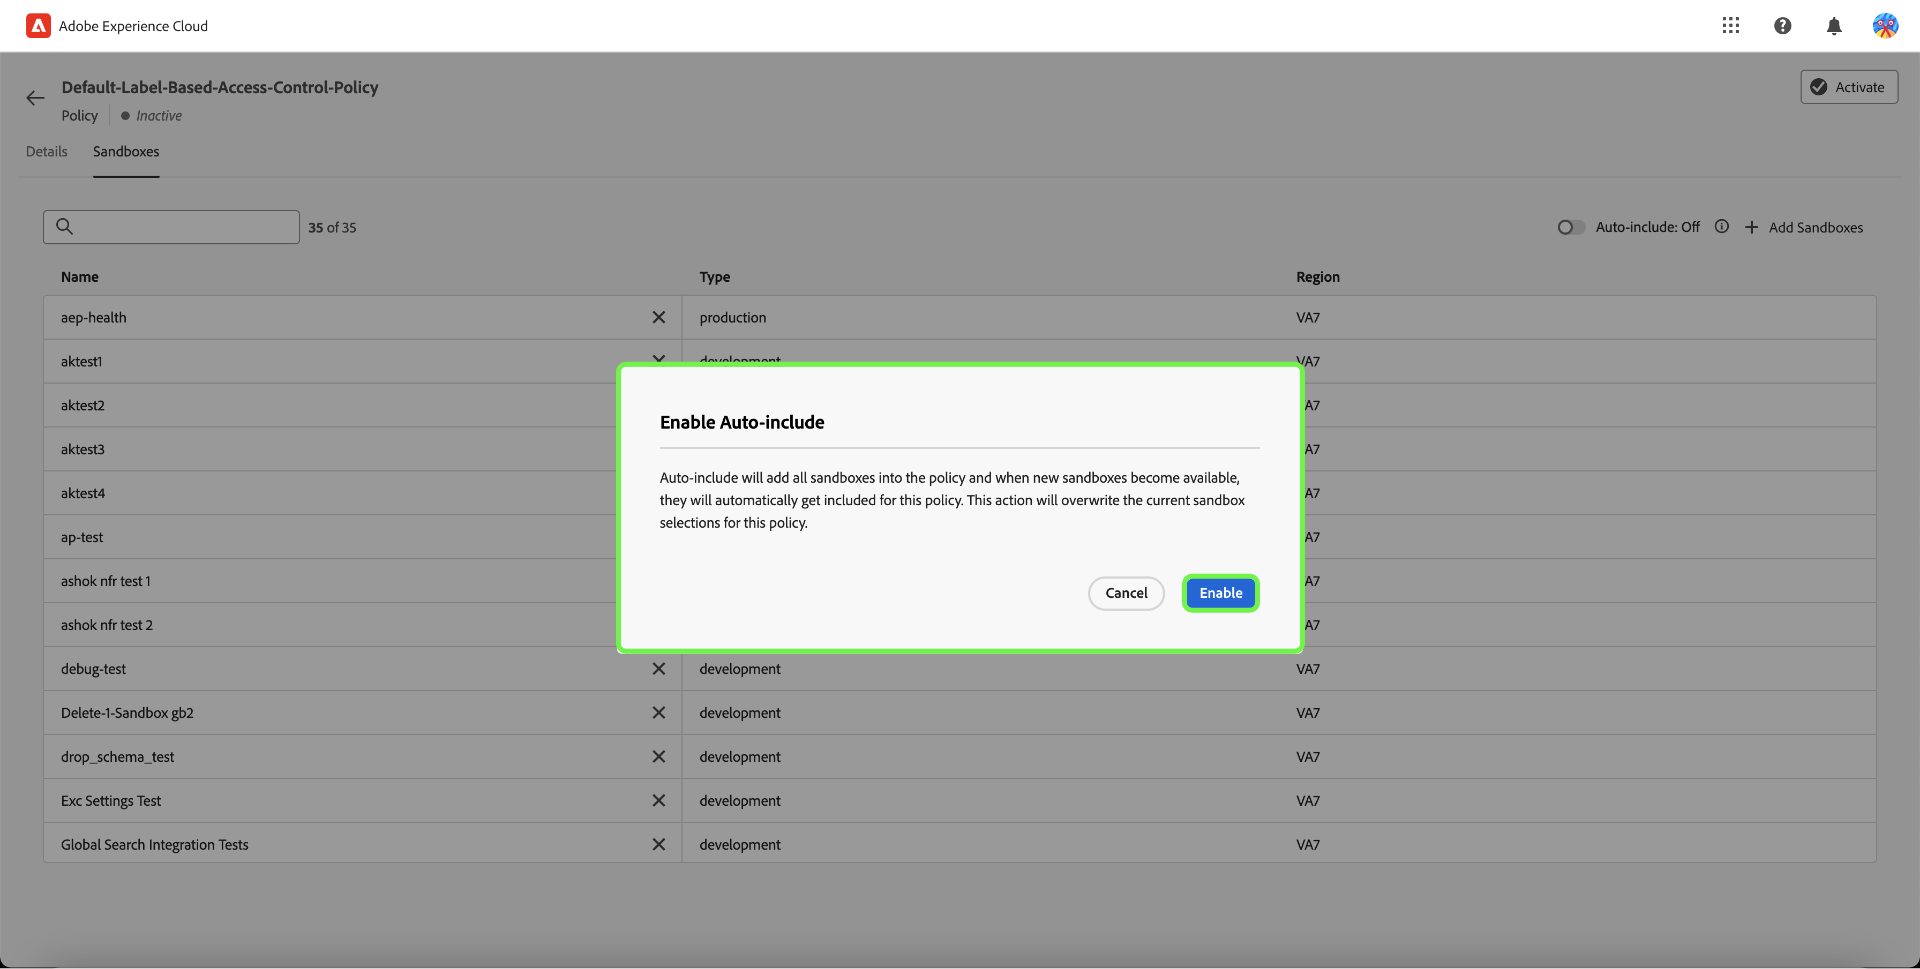 Adobe Experience Cloud
Default-Label-Based-Access-Control-Policy
Policy Inactive
Activate
Details Sandboxes
35 of 35
Auto-include: Off Add Sandboxes
Name Type Region
aep-health production VA7
aktest1 development VA7
aktest2 A7
aktest3 A7
aktest4 A7
ap-test A7
ashok nfr test 1 A7
ashok nfr test 2 A7
Enable Auto-include
Auto-include will add all sandboxes into the policy and when new sandboxes become available,
they will automatically get included for this policy. This action will overwrite the current sandbox
selections for this policy.
Cancel Enable
debug-test development VA7
Delete-1-Sandbox gb2 development VA7
drop_schema_test development VA7
Exc Settings Test development VA7
Global Search Integration Tests development VA7